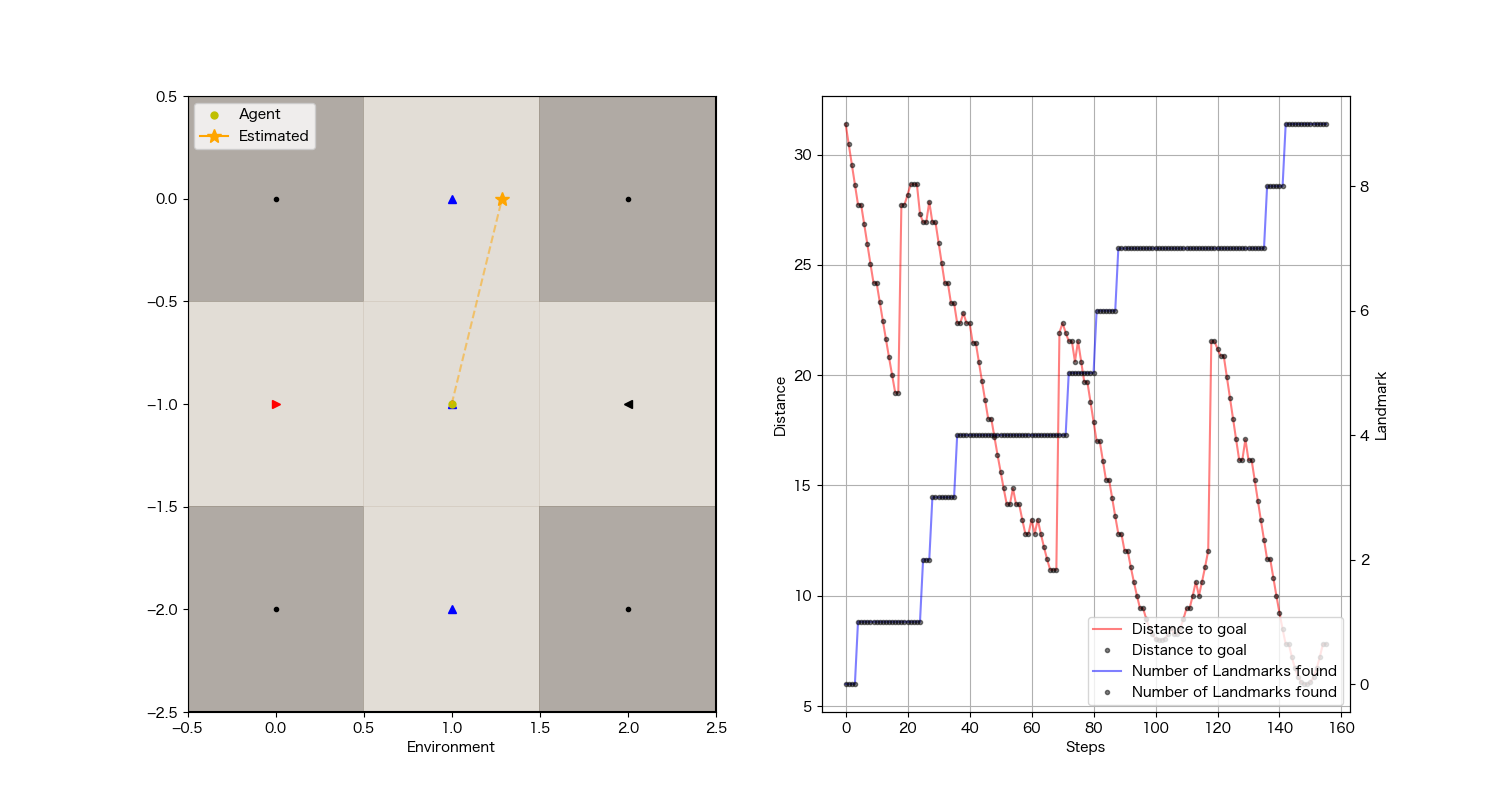 Agent
Estimated
0.5
0.0
−0.5
−1.0
−1.5
−2.0
−2.5
−0.5 0.0 0.5 1.0 1.5 2.0 2.5
Environment
Distance
30
25
20
15
10
5
0 20 40 60 80 100 120 140 160
Steps
8
6
4
2
0
Landmark
Distance to goal
Distance to goal
Number of Landmarks found
Number of Landmarks found